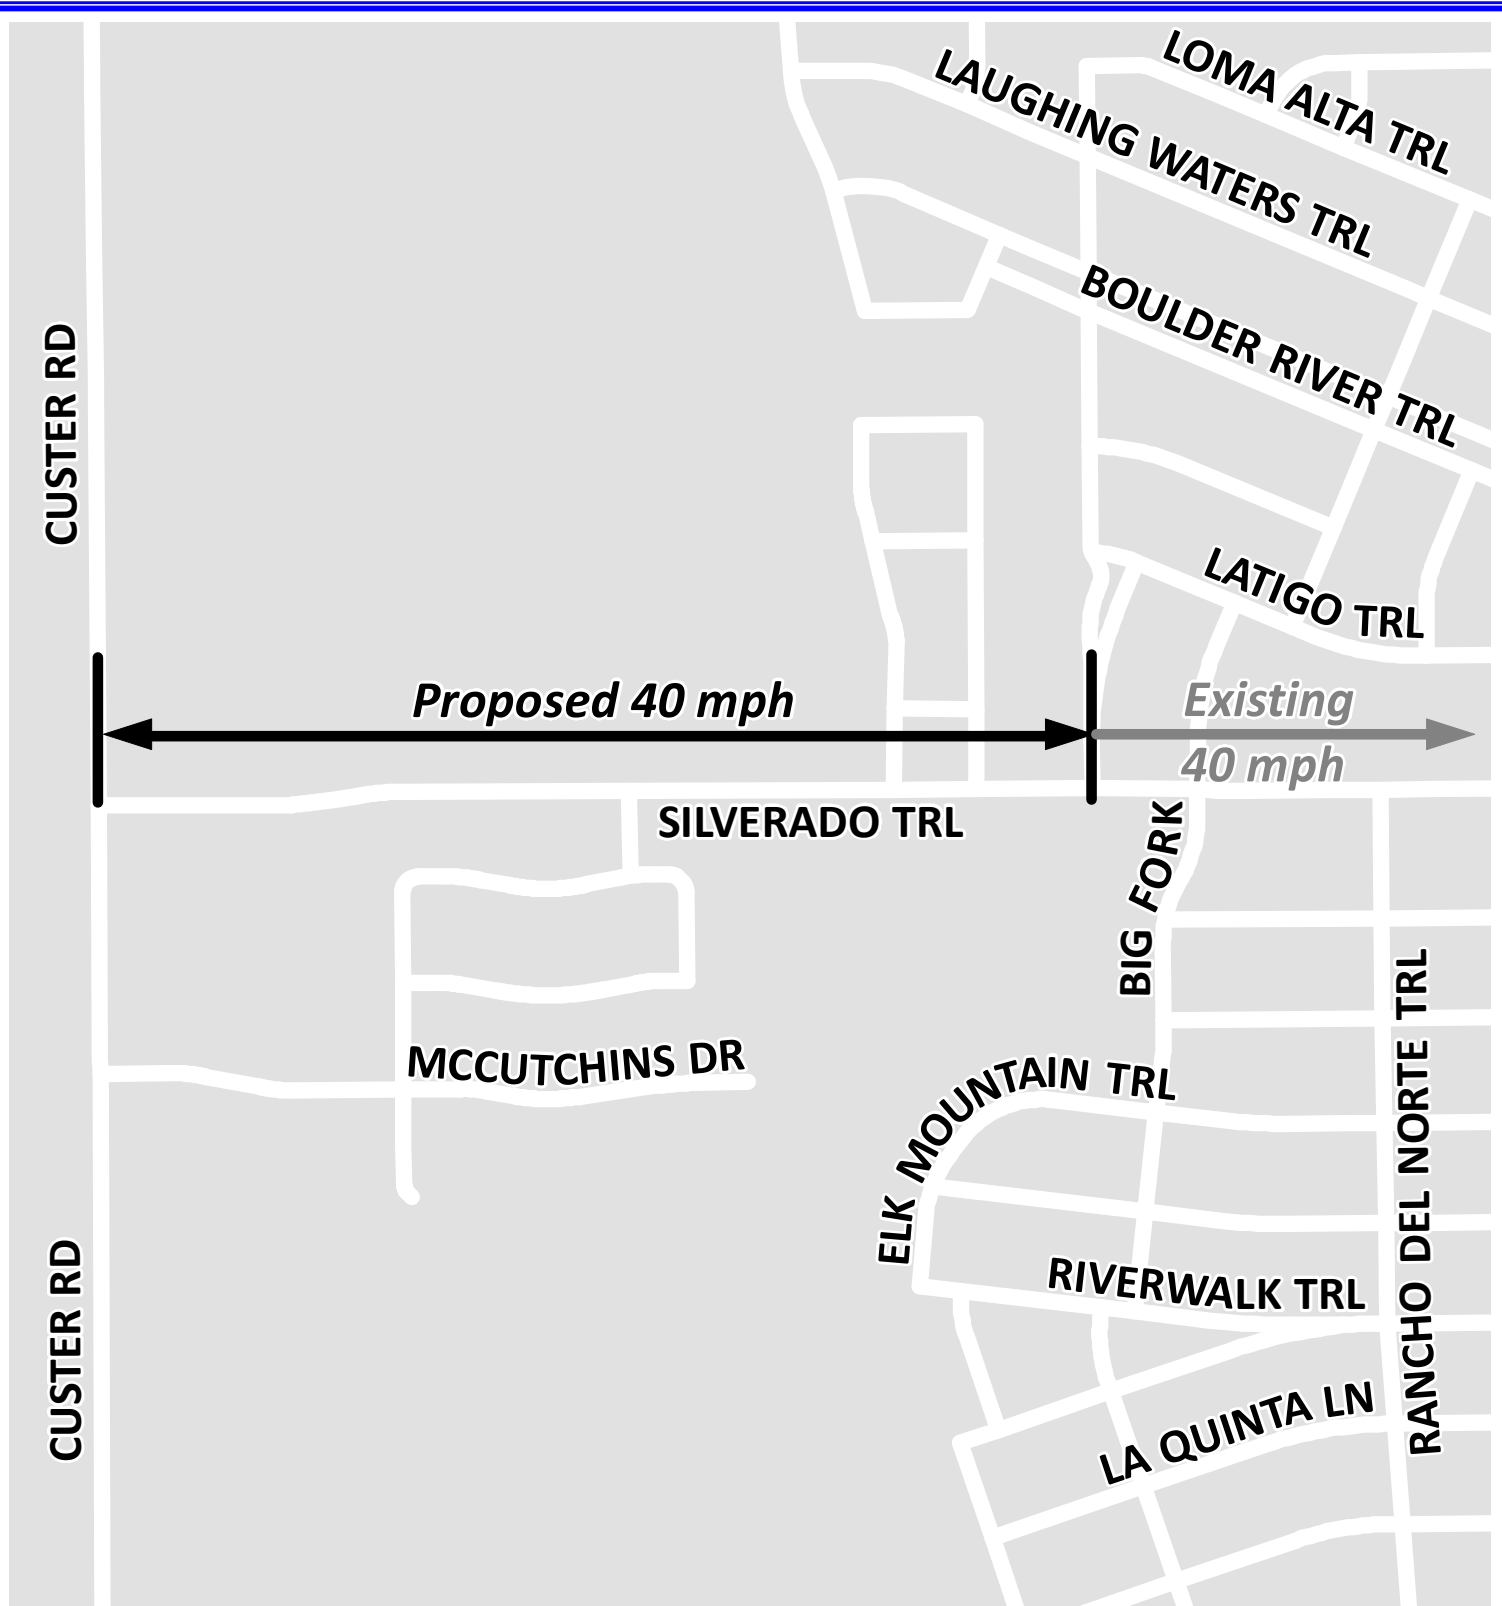 LOMA ALTA TRL
LAUGHING WATERS TRL
BOULDER RIVER TRL
CUSTER RD
LATIGO TRL
Proposed 40 mph
Existing
40 mph
SILVERADO TRL
BIG FORK
MCCUTCHINS DR
ELK MOUNTAIN TRL
RANCHO DEL NORTE TRL
RIVERWALK TRL
CUSTER RD
LA QUINTA LN